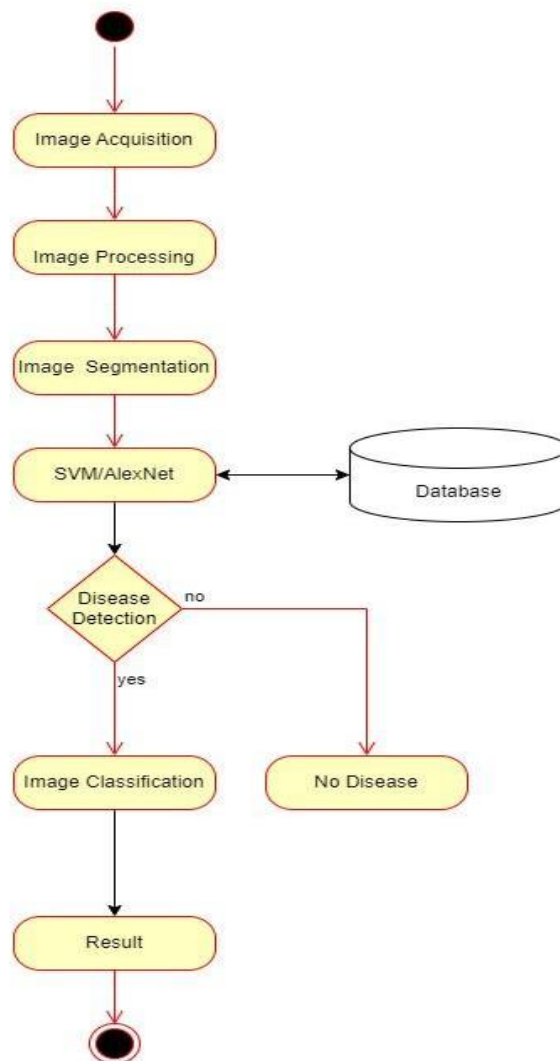 Image Acquisition
Image Processing
Image Segmentation
SVM/AlexNet
Database
Disease
Detection
no
yes
Image Classification
No Disease
Result